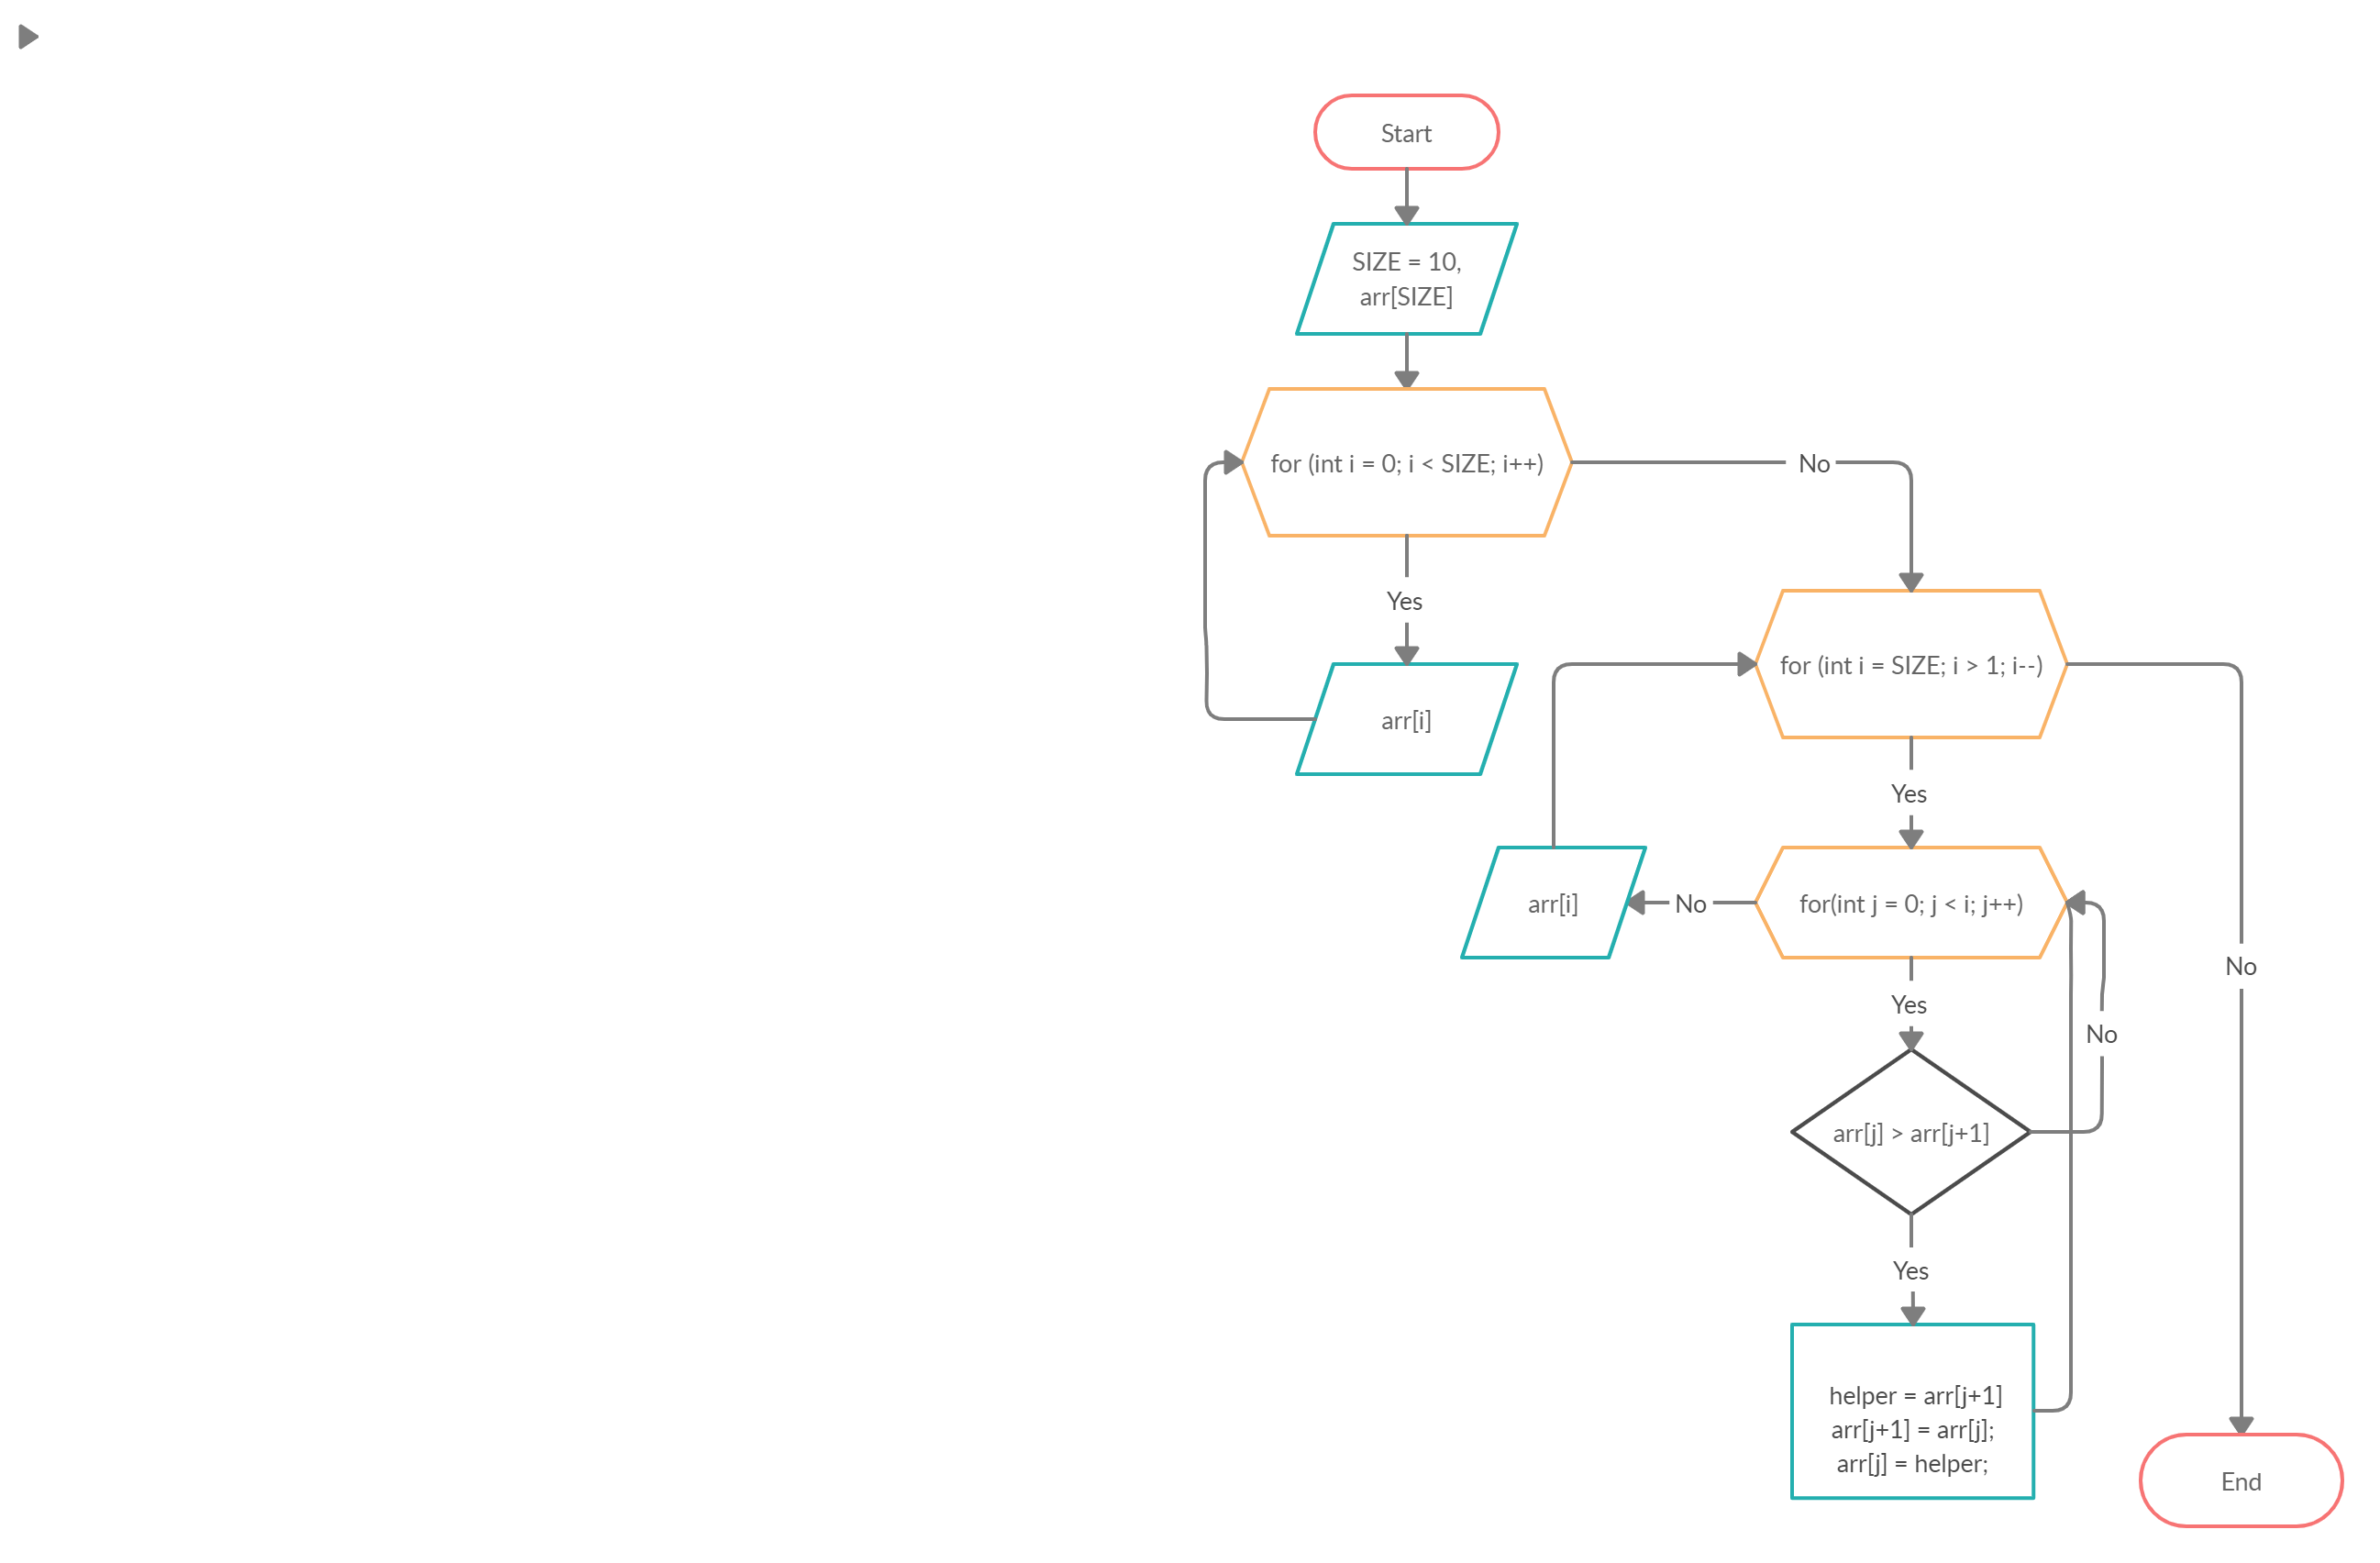 Start
SIZE = 10,
arr[SIZE]
for (int i = 0; i < SIZE; i++)
No
Yes
arr[i]
for (int i = SIZE; i > 1; i--)
Yes
for(int j = 0; j < i; j++)
No
arr[i]
Yes
No
No
arr[j] > arr[j+1]
Yes
helper = arr[j+1]
arr[j+1] = arr[j];
arr[j] = helper;
End